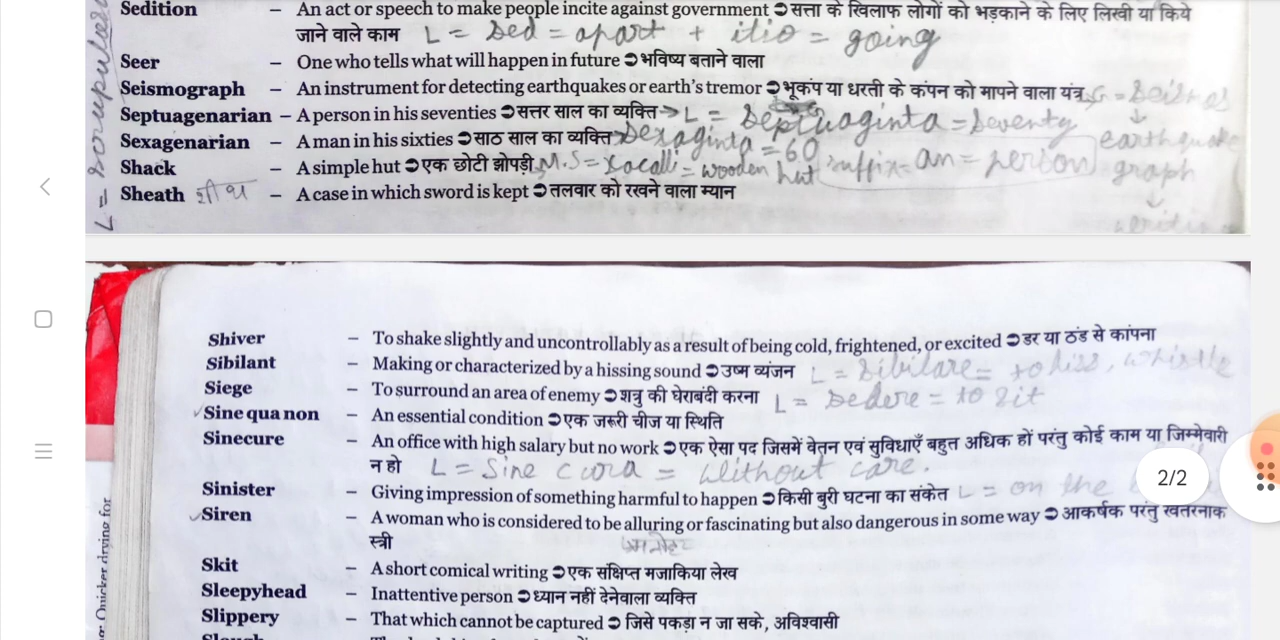 Sedition – An act or speech to make people incite against government ➲ सत्ता के खिलाफ लोगों को भड़काने के लिए लिखी या किये
जाने वाले काम L = sed = apart + itio = going
Seer – One who tells what will happen in future ➲ भविष्य बताने वाला
Seismograph – An instrument for detecting earthquakes or earth's tremor ➲ भूकंप या धरती के कंपन को मापने वाला यंत्र G = Seismos
Septuagenarian – A person in his seventies ➲ सत्तर साल का व्यक्ति → L = Septuaginta = Seventy
earthquake
Sexagenarian – A man in his sixties ➲ साठ साल का व्यक्ति Sexaginta = 60
Shack – A simple hut ➲ एक छोटी झोपड़ी M.S = Xacalli = wooden hut suffix = an = person
graph
Sheath – A case in which sword is kept ➲ तलवार को रखने वाला म्यान
Shiver – To shake slightly and uncontrollably as a result of being cold, frightened, or excited ➲ डर या ठंड से कांपना
Sibilant – Making or characterized by a hissing sound ➲ उष्म व्यंजन L = Sibilare = to hiss, whistle
Siege – To surround an area of enemy ➲ शत्रु की घेराबंदी करना L = Sedere = to sit
Sine qua non – An essential condition ➲ एक जरूरी चीज या स्थिति
Sinecure – An office with high salary but no work ➲ एक ऐसा पद जिसमें वेतन एवं सुविधाएँ बहुत अधिक हों परंतु कोई काम या जिम्मेवारी
न हो L = Sine cura = Without care.
Sinister – Giving impression of something harmful to happen ➲ किसी बुरी घटना का संकेत L = on the
Siren – A woman who is considered to be alluring or fascinating but also dangerous in some way ➲ आकर्षक परंतु खतरनाक
स्त्री
Skit – A short comical writing ➲ एक संक्षिप्त मजाकिया लेख
Sleepyhead – Inattentive person ➲ ध्यान नहीं देनेवाला व्यक्ति
Slippery – That which cannot be captured ➲ जिसे पकड़ा न जा सके, अविश्वासी
2/2